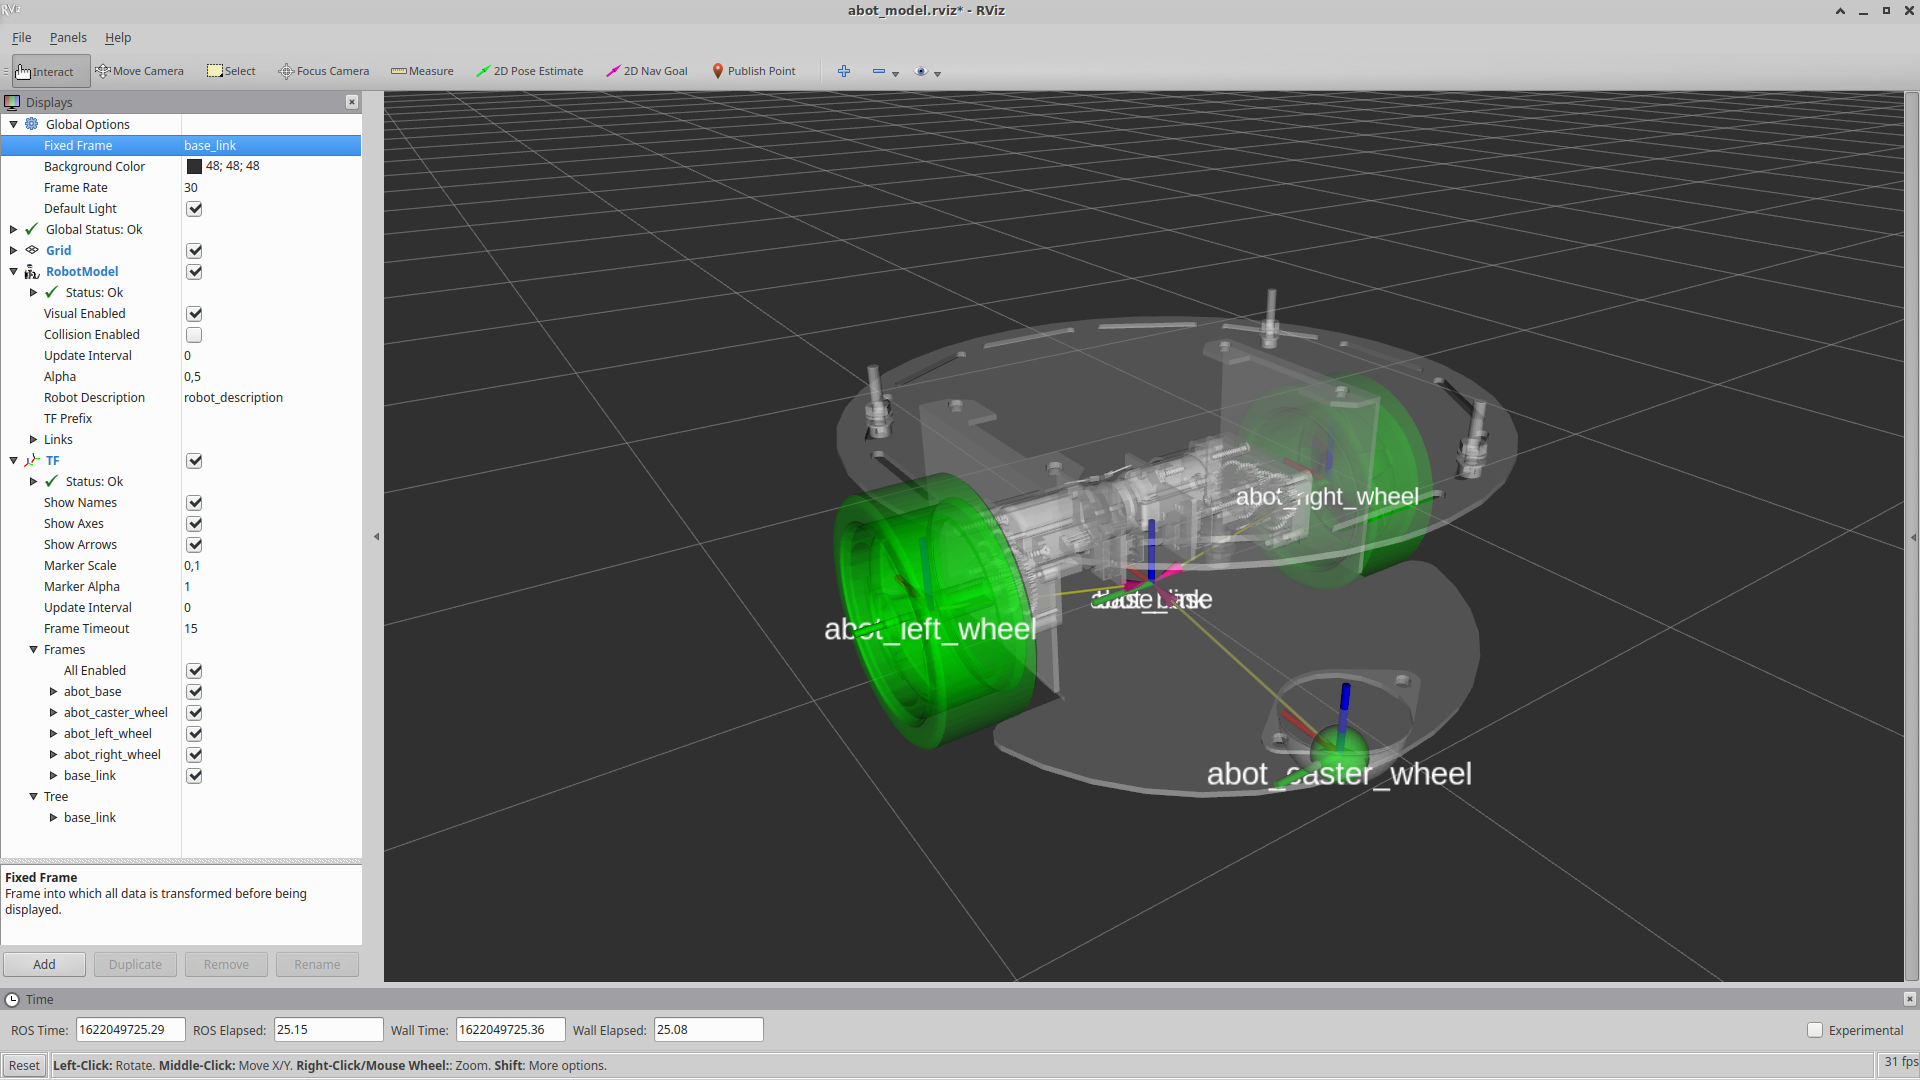 RViz
abot_model.rviz* - RViz
File Panels Help
Interact Move Camera Select Focus Camera Measure 2D Pose Estimate 2D Nav Goal Publish Point
Displays
Global Options
Fixed Frame base_link
Background Color 48; 48; 48
Frame Rate 30
Default Light
Global Status: Ok
Grid
RobotModel
Status: Ok
Visual Enabled
Collision Enabled
Update Interval 0
Alpha 0,5
Robot Description robot_description
TF Prefix
Links
TF
Status: Ok
Show Names
Show Axes
Show Arrows
Marker Scale 0,1
Marker Alpha 1
Update Interval 0
Frame Timeout 15
Frames
All Enabled
abot_base
abot_caster_wheel
abot_left_wheel
abot_right_wheel
base_link
Tree
base_link
Fixed Frame
Frame into which all data is transformed before being
displayed.
Add Duplicate Remove Rename
abot_right_wheel
abot_left_wheel
abot_caster_wheel
Time
ROS Time: 1622049725.29 ROS Elapsed: 25.15 Wall Time: 1622049725.36 Wall Elapsed: 25.08 Experimental
Reset Left-Click: Rotate. Middle-Click: Move X/Y. Right-Click/Mouse Wheel:: Zoom. Shift: More options. 31 fps